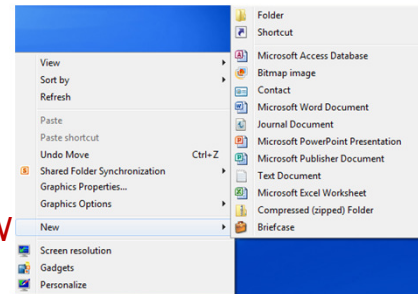 View
Sort by
Refresh
Paste
Paste shortcut
Undo Move Ctrl+Z
Shared Folder Synchronization
Graphics Properties...
Graphics Options
New
Screen resolution
Gadgets
Personalize
Folder
Shortcut
Microsoft Access Database
Bitmap image
Contact
Microsoft Word Document
Journal Document
Microsoft PowerPoint Presentation
Microsoft Publisher Document
Text Document
Microsoft Excel Worksheet
Compressed (zipped) Folder
Briefcase